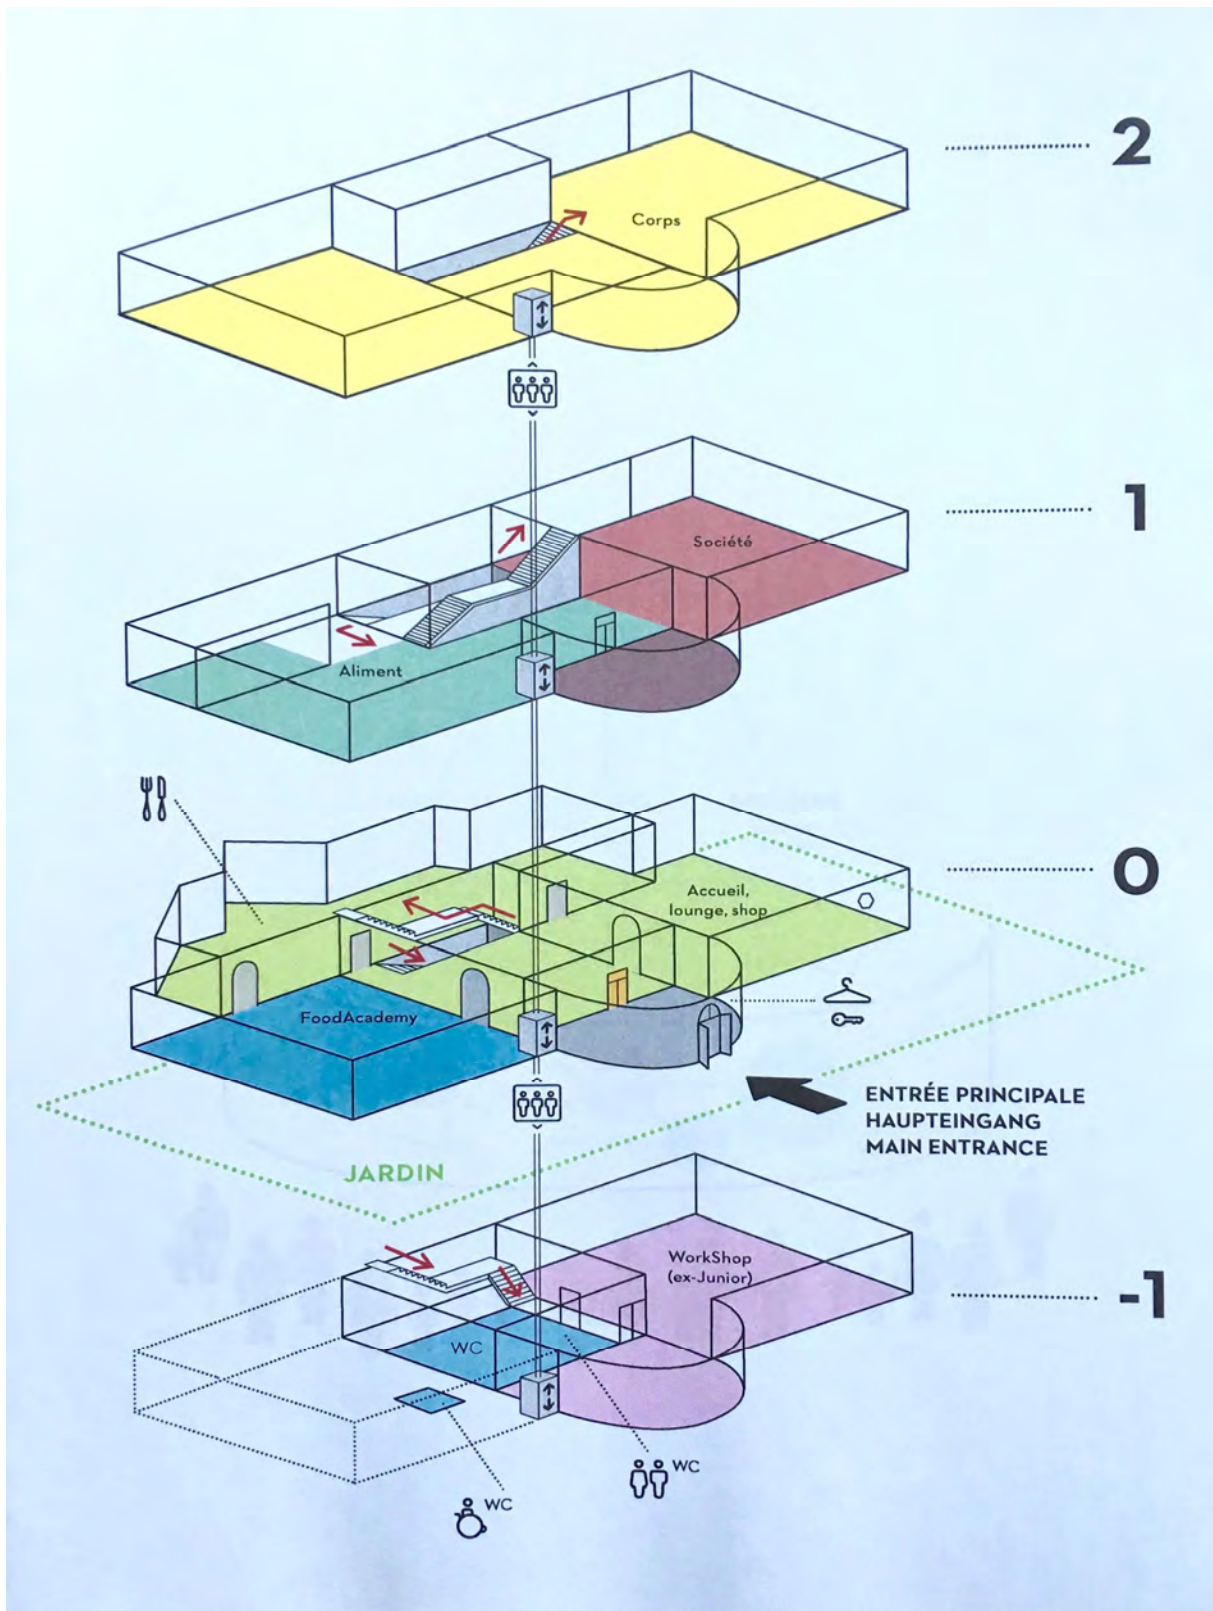 2
Corps
1
Société
Aliment
0
Accueil,
lounge, shop
FoodAcademy
ENTRÉE PRINCIPALE
HAUPTEINGANG
MAIN ENTRANCE
JARDIN
WorkShop
(ex-Junior)
-1
WC
WC
WC